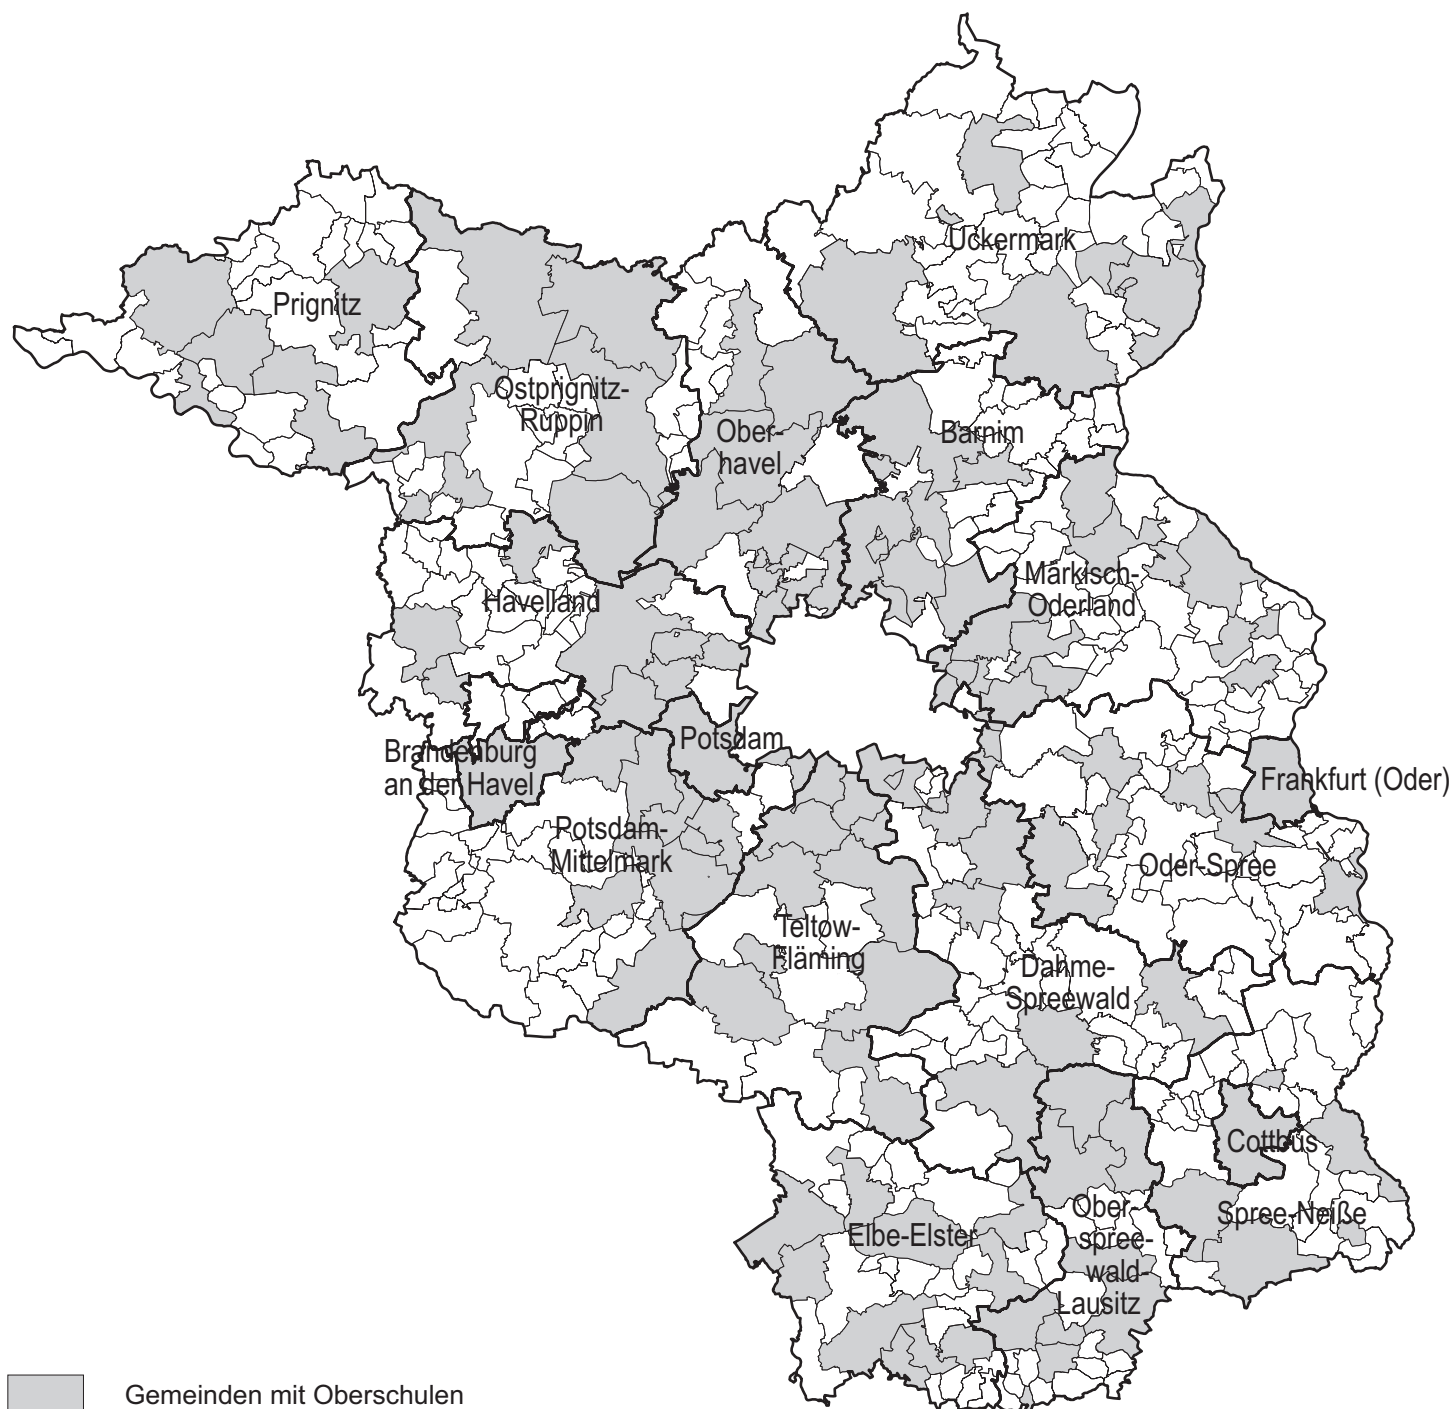 Uckermark
Prignitz
Ostprignitz-
Ruppin
Ober-
havel
Barnim
Havelland
Märkisch-
Oderland
Brandenburg
an der Havel
Potsdam
Frankfurt (Oder)
Potsdam-
Mittelmark
Oder-Spree
Teltow-
Fläming
Dahme-
Spreewald
Cottbus
Spree-Neiße
Elbe-Elster
Ober-
spree-
wald-
Lausitz
Gemeinden mit Oberschulen